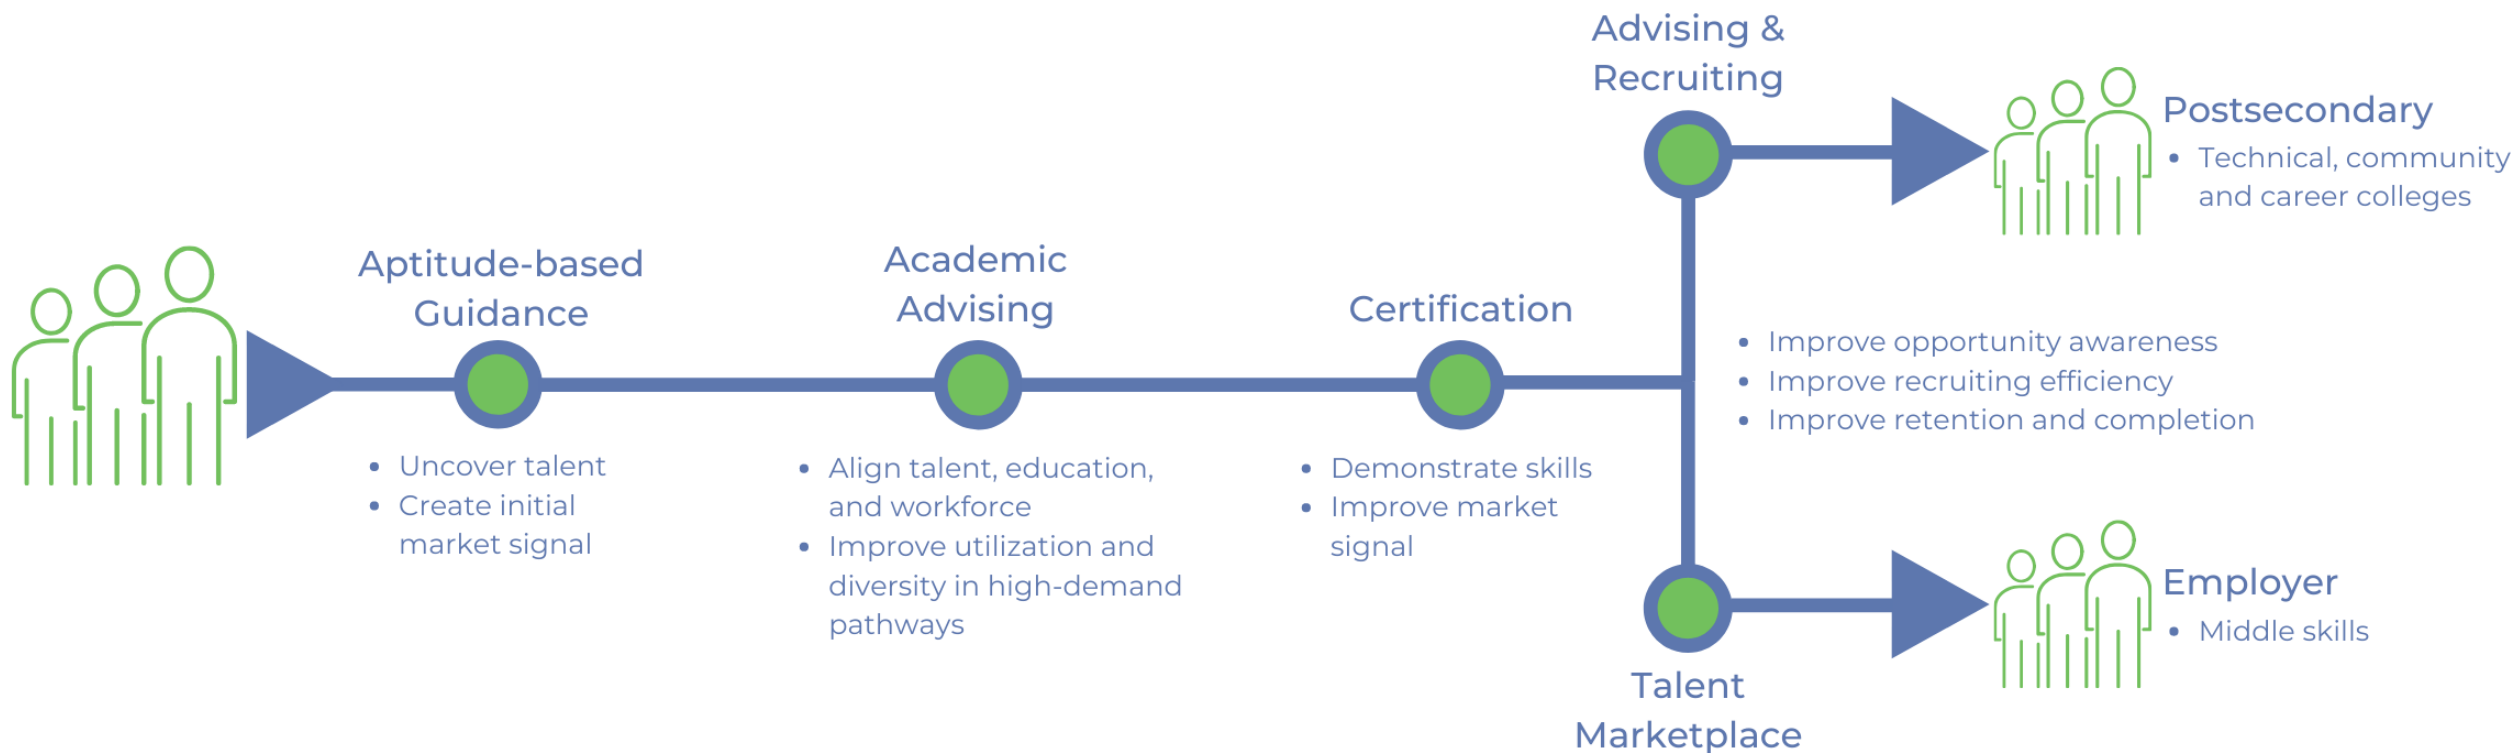 Aptitude-based
Guidance
• Uncover talent
• Create initial
market signal
Academic
Advising
• Align talent, education,
and workforce
• Improve utilization and
diversity in high-demand
pathways
Certification
• Demonstrate skills
• Improve market
signal
Advising &
Recruiting
Postsecondary
• Technical, community
and career colleges
• Improve opportunity awareness
• Improve recruiting efficiency
• Improve retention and completion
Talent
Marketplace
Employer
• Middle skills